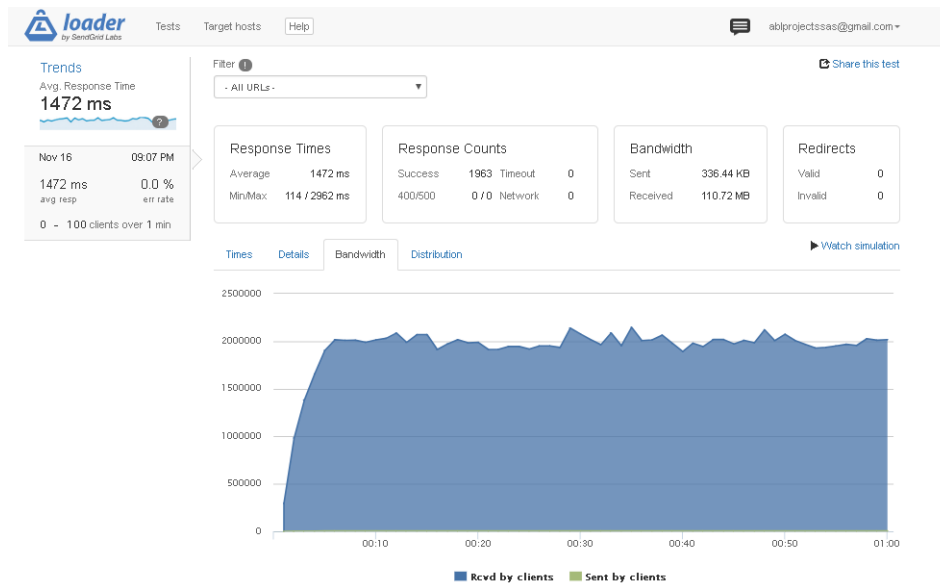 loader
by SendGrid Labs
Tests
Target hosts
Help
ablprojectssas@gmail.com
Trends
Avg. Response Time
1472 ms
?
Nov 16 09:07 PM
1472 ms 0.0 %
avg resp err rate
0 - 100 clients over 1 min
Filter !
- All URLs -
Share this test
Response Times
Average 1472 ms
Min/Max 114 / 2962 ms
Response Counts
Success 1963 Timeout 0
400/500 0 / 0 Network 0
Bandwidth
Sent 336.44 KB
Received 110.72 MB
Redirects
Valid 0
Invalid 0
Times
Details
Bandwidth
Distribution
Watch simulation
2500000
2000000
1500000
1000000
500000
0
00:10 00:20 00:30 00:40 00:50 01:00
Rcvd by clients Sent by clients